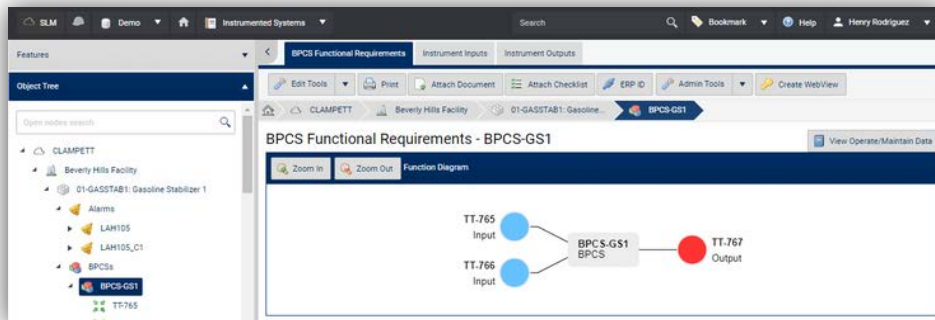 SLM Demo Instrumented Systems Search Bookmark Help Henry Rodriguez
Features
Object Tree
Open nodes search
CLAMPETT
Beverly Hills Facility
01-GASSTAB1: Gasoline Stabilizer 1
Alarms
LAH105
LAH105_C1
BPCSs
BPCS-GS1
TT-765
BPCS Functional Requirements Instrument Inputs Instrument Outputs
Edit Tools Print Attach Document Attach Checklist ERP ID Admin Tools Create WebView
CLAMPETT Beverly Hills Facility 01-GASSTAB1: Gasoline... BPCS-GS1
BPCS Functional Requirements - BPCS-GS1 View Operate/Maintain Data
Zoom In Zoom Out Function Diagram
TT-765
Input
TT-766
Input
BPCS-GS1
BPCS
TT-767
Output